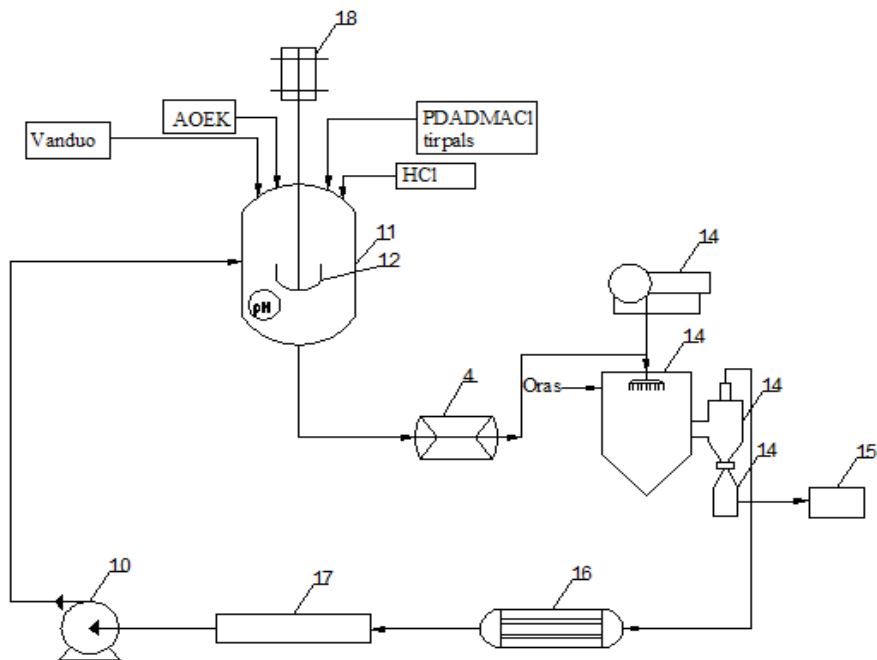 18
AOEK
PDADMACl
tirpals
Vanduo
HCl
11
12
pH
14
4
14
Oras
14
14
15
10
17
16